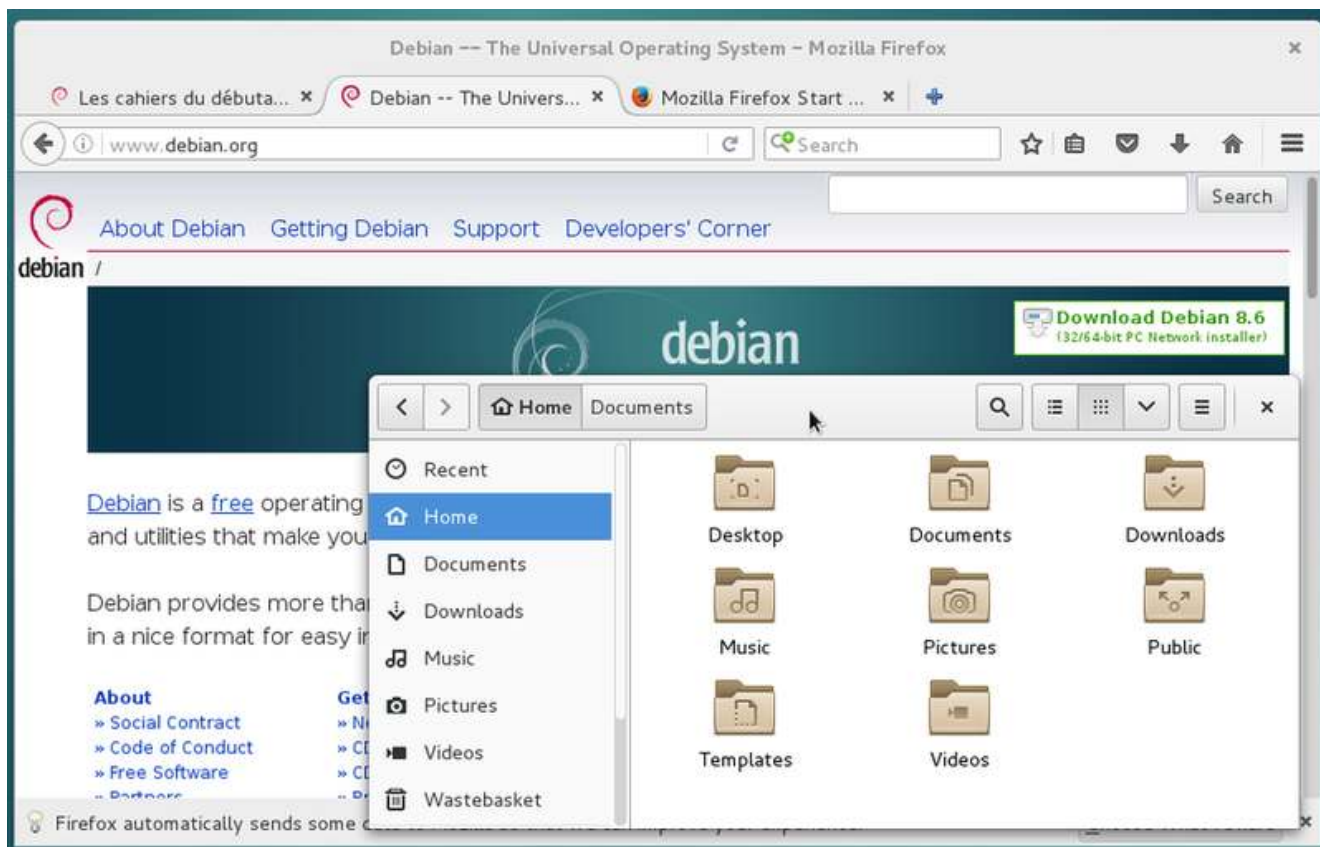 Debian -- The Universal Operating System - Mozilla Firefox
Les cahiers du débuta... Debian -- The Univers... Mozilla Firefox Start ...
www.debian.org Search
Search
About Debian Getting Debian Support Developers' Corner
debian /
debian
Download Debian 8.6
(32/64-bit PC Network installer)
Debian is a free operating
and utilities that make you
Debian provides more than
in a nice format for easy
About
» Social Contract
» Code of Conduct
» Free Software
» Partners
Firefox automatically sends some
Home Documents
Recent
Home
Documents
Downloads
Music
Pictures
Videos
Wastebasket
Desktop Documents Downloads
Music Pictures Public
Templates Videos